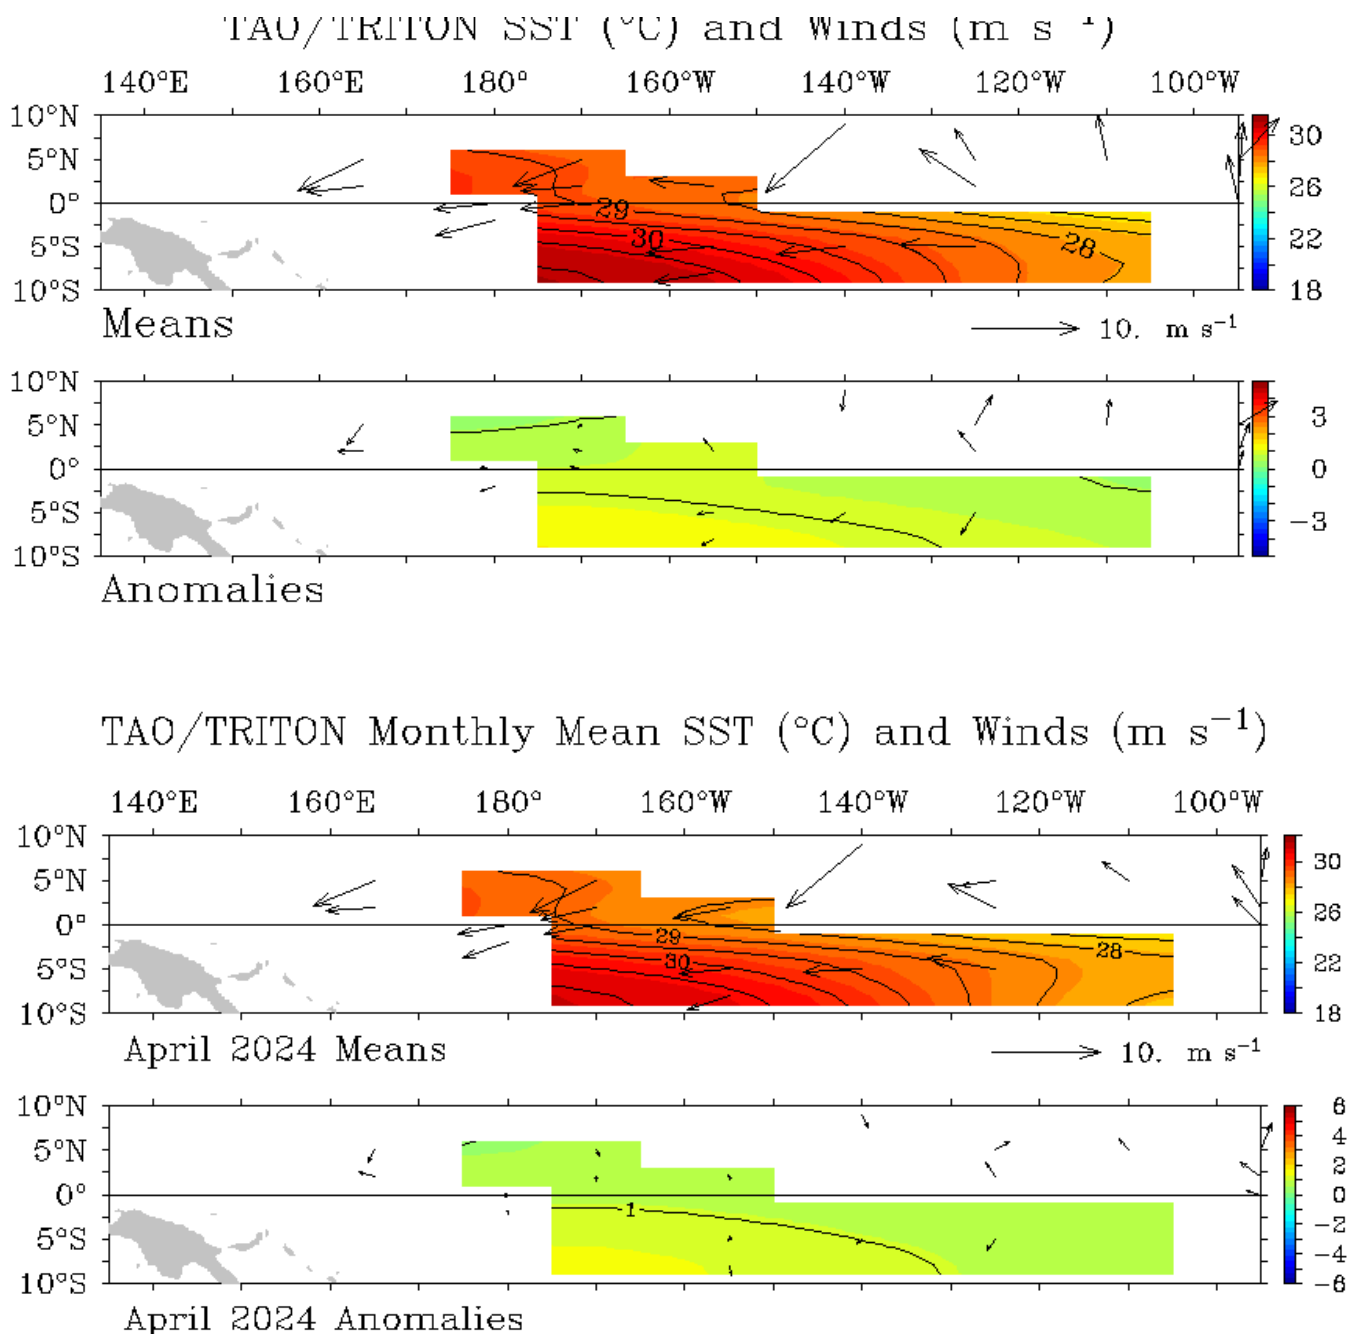 TAO/TRITON SST (°C) and Winds (m s⁻¹)
140°E 160°E 180° 160°W 140°W 120°W 100°W
10°N
5°N
0°
5°S
10°S
29
30
28
30
26
22
18
Means
10. m s⁻¹
10°N
5°N
0°
5°S
10°S
3
0
−3
Anomalies
TAO/TRITON Monthly Mean SST (°C) and Winds (m s⁻¹)
140°E 160°E 180° 160°W 140°W 120°W 100°W
10°N
5°N
0°
5°S
10°S
29
30
28
30
26
22
18
April 2024 Means
10. m s⁻¹
10°N
5°N
0°
5°S
10°S
1
6
4
2
0
−2
−4
−6
April 2024 Anomalies